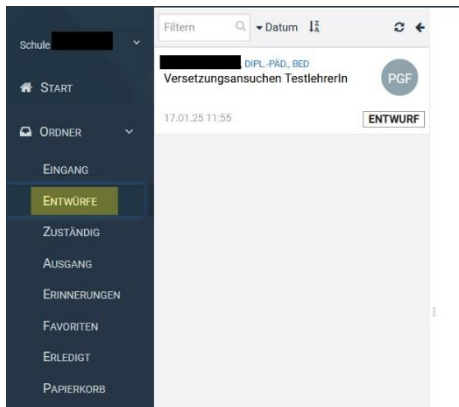 Schule
START
ORDNER
EINGANG
ENTWÜRFE
ZUSTÄNDIG
AUSGANG
ERINNERUNGEN
FAVORITEN
ERLEDIGT
PAPIERKORB
Filtern
Datum
, DIPL.-PÄD., BED
Versetzungsansuchen TestlehrerIn
PGF
17.01.25 11:55
ENTWURF